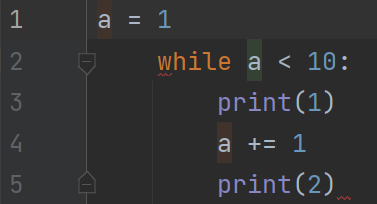 1 a = 1
2     while a < 10:
3         print(1)
4         a += 1
5         print(2)